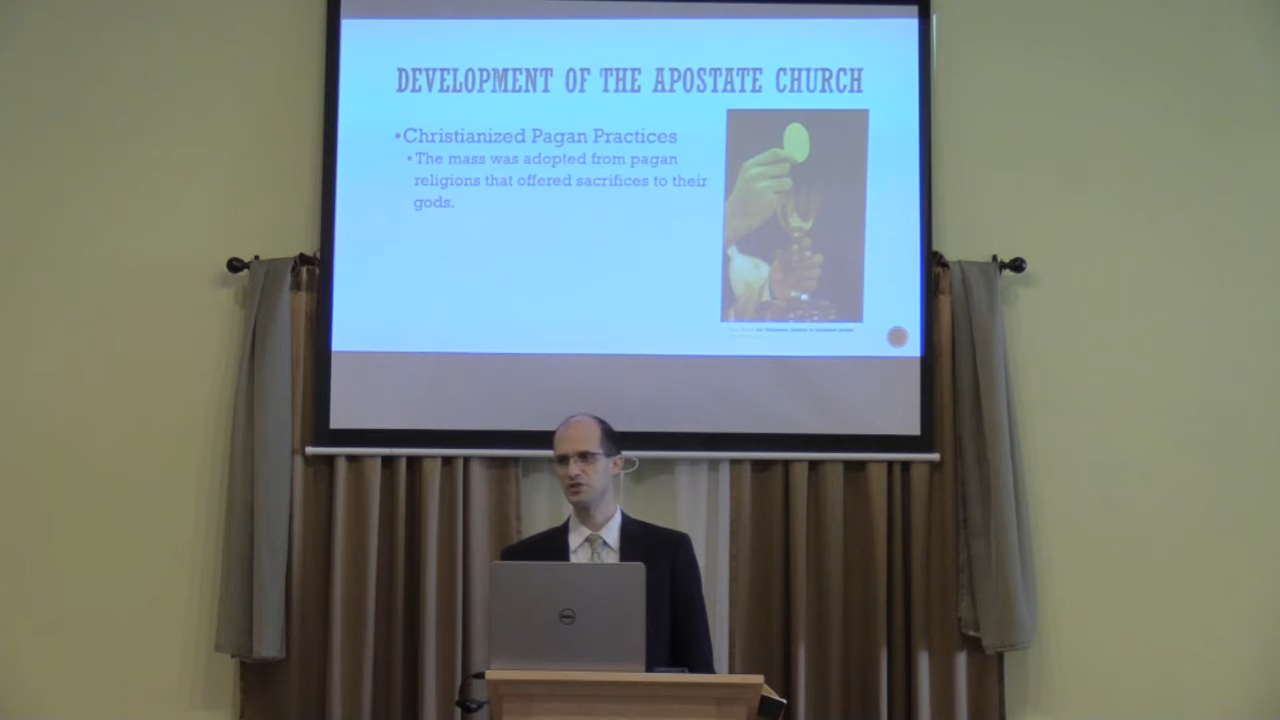 DEVELOPMENT OF THE APOSTATE CHURCH
▪Christianized Pagan Practices
▪The mass was adopted from pagan
religions that offered sacrifices to their
gods.
DELL